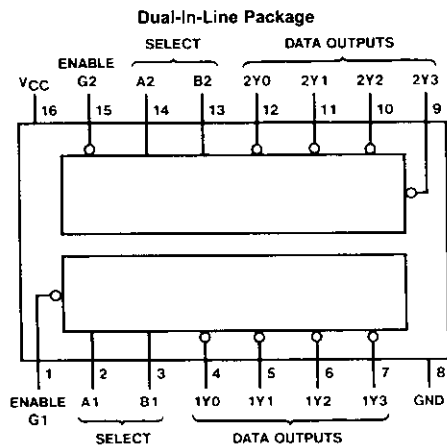 Dual-In-Line Package
SELECT DATA OUTPUTS
ENABLE
VCC G2 A2 B2 2Y0 2Y1 2Y2 2Y3
16 15 14 13 12 11 10 9
1 2 3 4 5 6 7 8
ENABLE A1 B1 1Y0 1Y1 1Y2 1Y3 GND
G1
SELECT DATA OUTPUTS